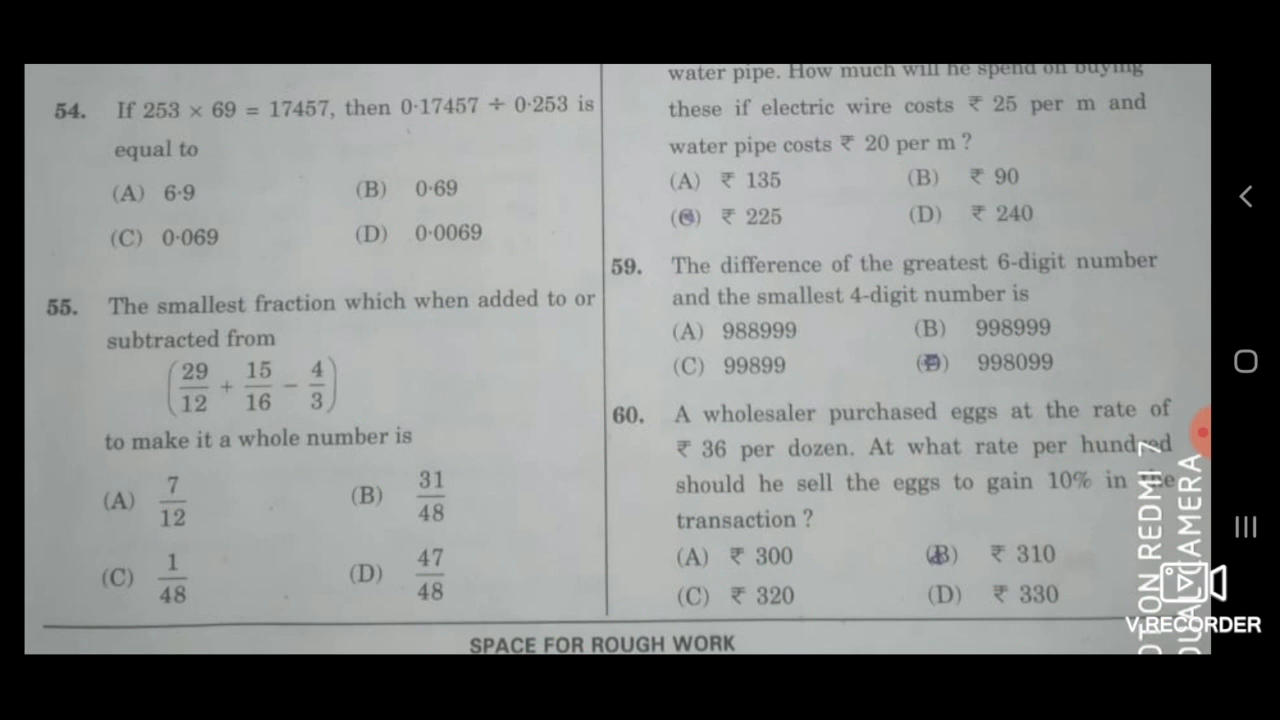 54. If 253 × 69 = 17457, then 0·17457 ÷ 0·253 is
equal to
(A) 6·9 (B) 0·69
(C) 0·069 (D) 0·0069
55. The smallest fraction which when added to or
subtracted from
(29/12 + 15/16 − 4/3)
to make it a whole number is
(A) 7/12 (B) 31/48
(C) 1/48 (D) 47/48
water pipe. How much will he spend on buying
these if electric wire costs ₹ 25 per m and
water pipe costs ₹ 20 per m ?
(A) ₹ 135 (B) ₹ 90
(C) ₹ 225 (D) ₹ 240
59. The difference of the greatest 6-digit number
and the smallest 4-digit number is
(A) 988999 (B) 998999
(C) 99899 (D) 998099
60. A wholesaler purchased eggs at the rate of
₹ 36 per dozen. At what rate per hundred
should he sell the eggs to gain 10% in the
transaction ?
(A) ₹ 300 (B) ₹ 310
(C) ₹ 320 (D) ₹ 330
SPACE FOR ROUGH WORK
ON REDMI 7
CAMERA
V.RECORDER